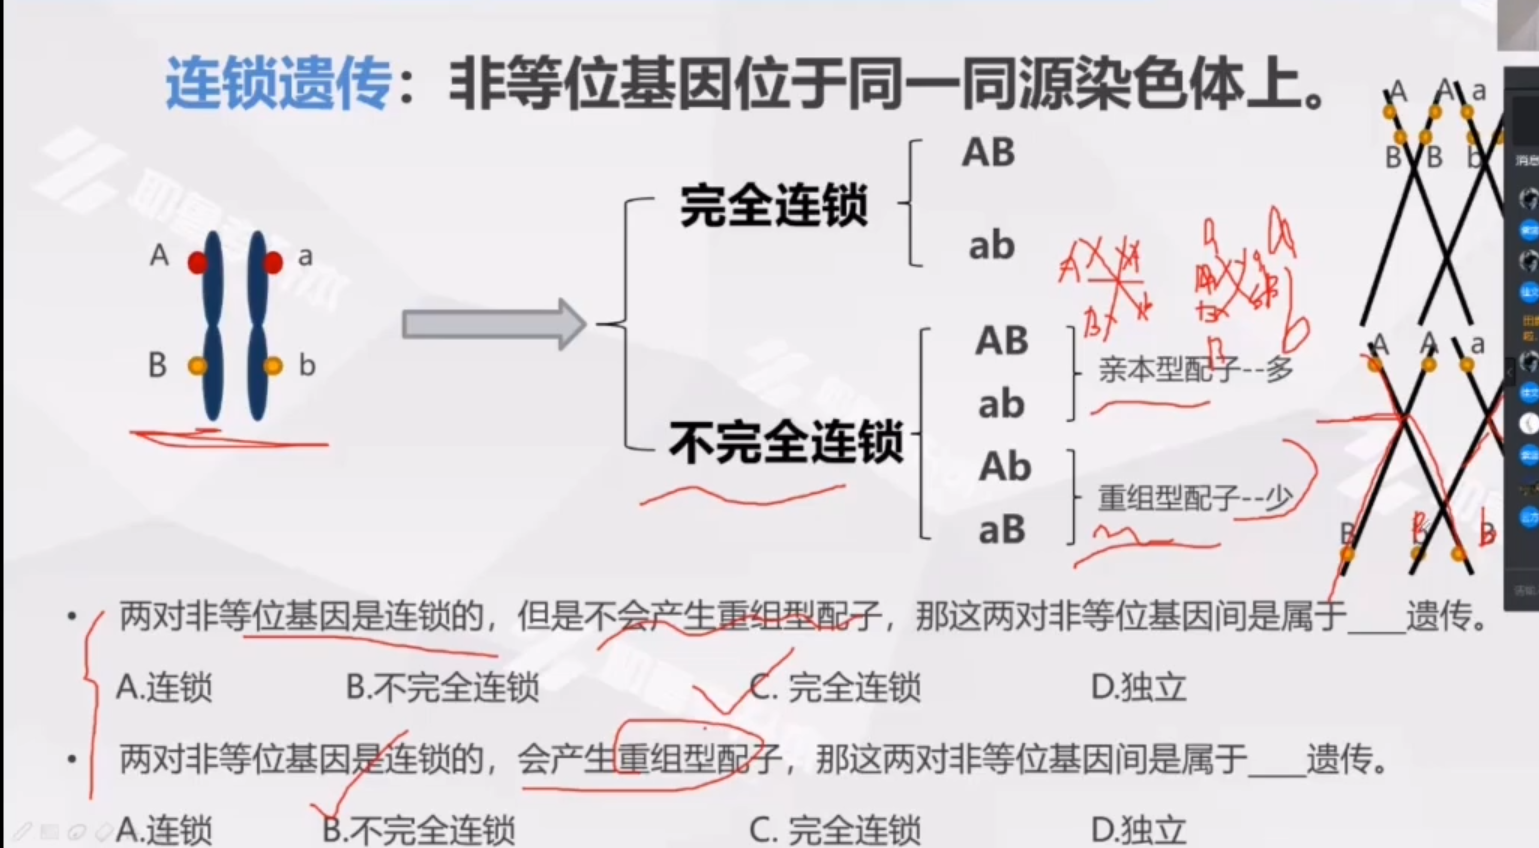 连锁遗传：非等位基因位于同一同源染色体上。
A A a
B B b
完全连锁
AB
ab
A a
B b
不完全连锁
AB
ab
亲本型配子--多
Ab
aB
重组型配子--少
A A a
B b B
A
B
B
b
• 两对非等位基因是连锁的，但是不会产生重组型配子，那这两对非等位基因间是属于____遗传。
A.连锁 B.不完全连锁 C. 完全连锁 D.独立
• 两对非等位基因是连锁的，会产生重组型配子，那这两对非等位基因间是属于____遗传。
A.连锁 B.不完全连锁 C. 完全连锁 D.独立
消息